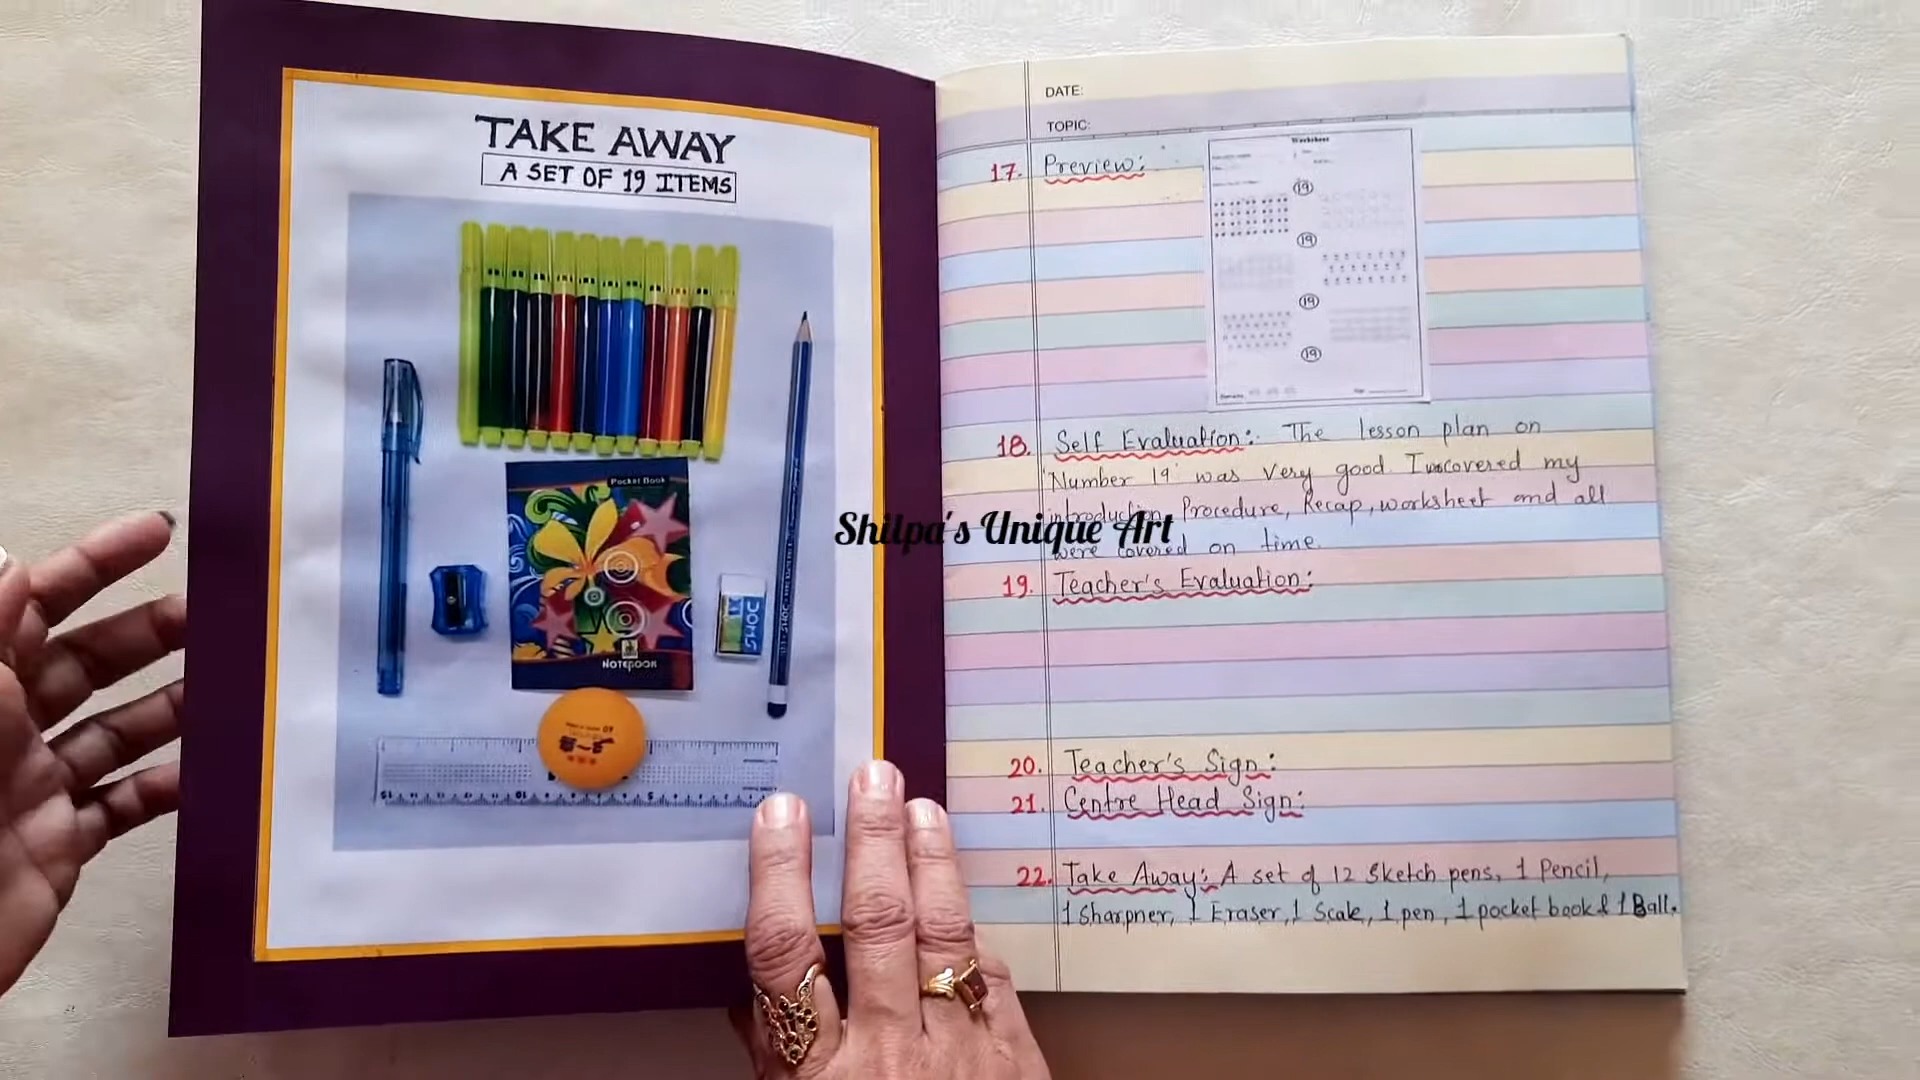 TAKE AWAY
A SET OF 19 ITEMS
Pocket Book
NOTEBOOK
DOMS
15 10 5
DATE:
TOPIC:
17. Preview:
Worksheet
19
19
19
19
18. Self Evaluation: The lesson plan on
'Number 19' was very good. I covered my
introduction, Procedure, Recap, worksheet and all
were covered on time.
19. Teacher's Evaluation:
20. Teacher's Sign:
21. Centre Head Sign:
22. Take Away: A set of 12 Sketch pens, 1 Pencil,
1 Sharpner, 1 Eraser, 1 Scale, 1 pen, 1 pocket book & 1 Ball.
Shilpa's Unique Art